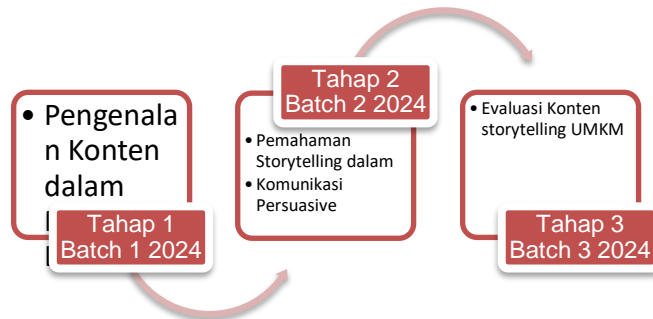 • Pengenala
n Konten
dalam
Tahap 1
Batch 1 2024
Tahap 2
Batch 2 2024
• Pemahaman
Storytelling dalam
• Komunikasi
Persuasive
• Evaluasi Konten
storytelling UMKM
Tahap 3
Batch 3 2024